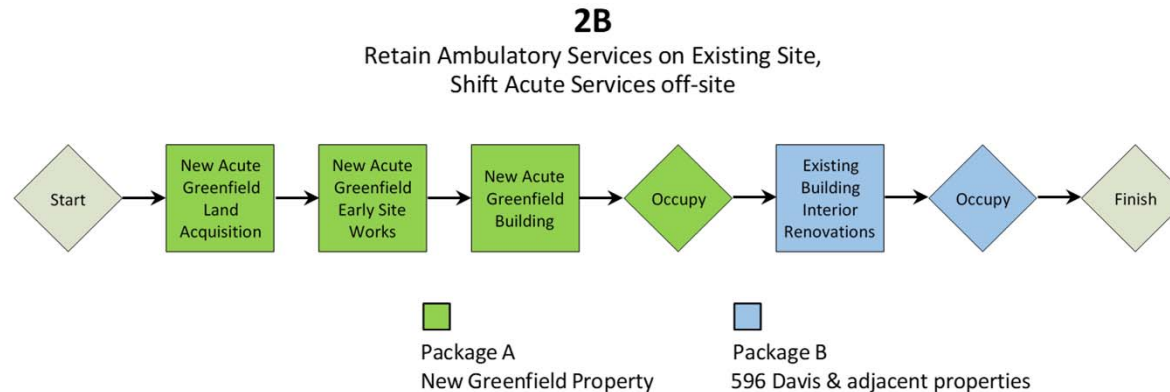 2B
Retain Ambulatory Services on Existing Site,
Shift Acute Services off-site
Start
New Acute
Greenfield
Land
Acquisition
New Acute
Greenfield
Early Site
Works
New Acute
Greenfield
Building
Occupy
Existing
Building
Interior
Renovations
Occupy
Finish
Package A
New Greenfield Property
Package B
596 Davis & adjacent properties